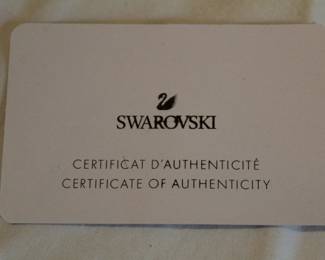 SWAROVSKI
CERTIFICAT D'AUTHENTICITÉ
CERTIFICATE OF AUTHENTICITY